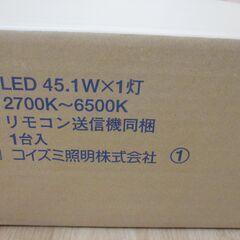 LED 45.1W×1灯
2700K～6500K
リモコン送信機同梱
1台入
コイズミ照明株式会社 ①